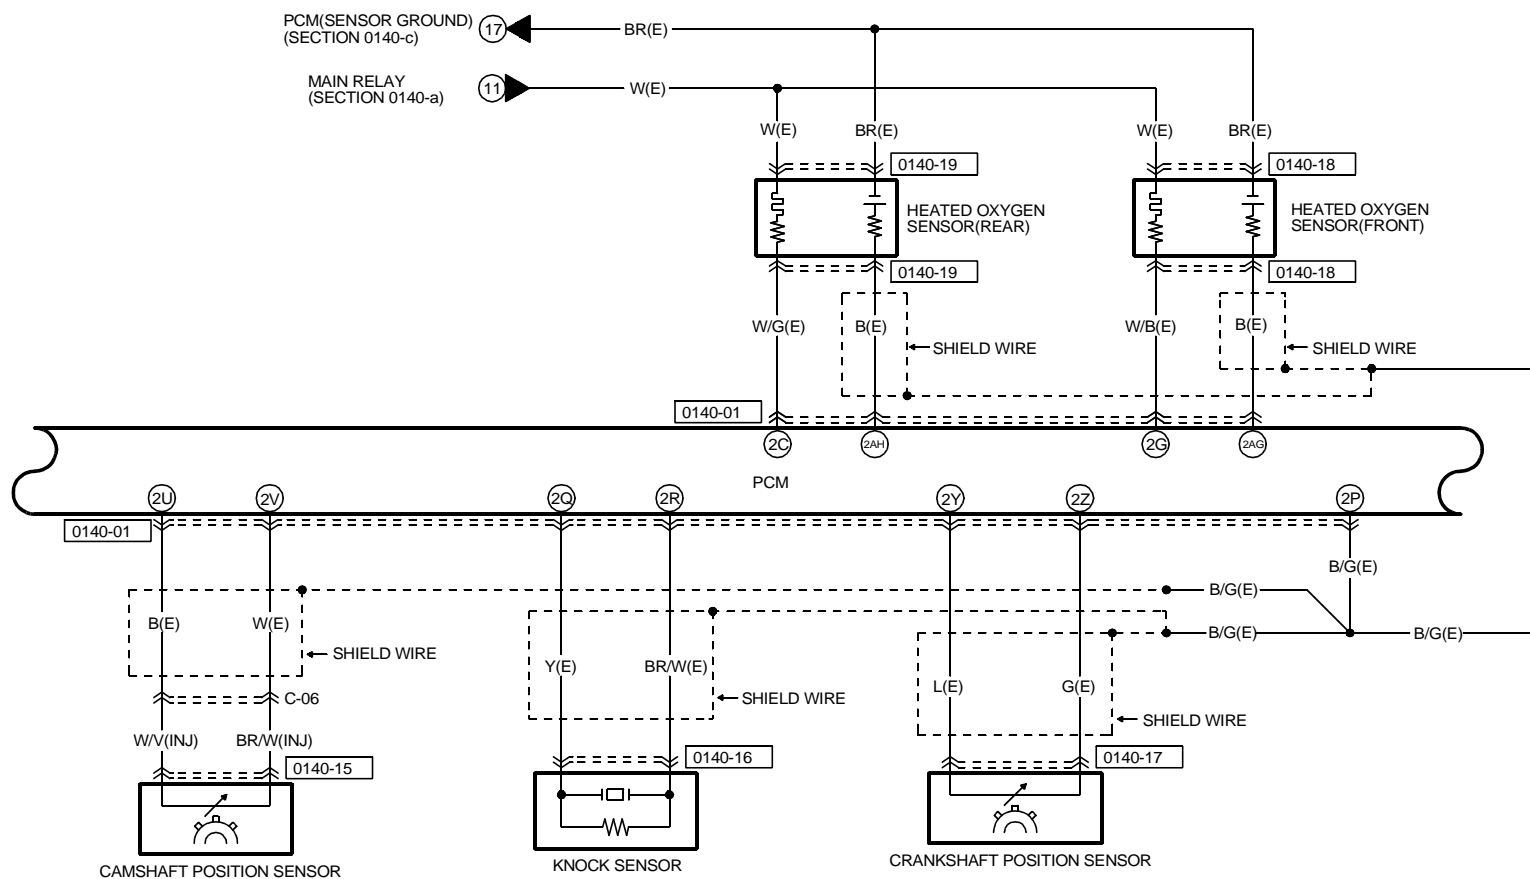 PCM(SENSOR GROUND)
(SECTION 0140-c)
17
BR(E)
MAIN RELAY
(SECTION 0140-a)
11
W(E)
W(E)
BR(E)
W(E)
BR(E)
0140-19
0140-18
HEATED OXYGEN
SENSOR(REAR)
HEATED OXYGEN
SENSOR(FRONT)
0140-19
0140-18
W/G(E)
B(E)
SHIELD WIRE
W/B(E)
B(E)
SHIELD WIRE
0140-01
2C
2AH
2G
2AG
PCM
2U
2V
2Q
2R
2Y
2Z
2P
0140-01
B/G(E)
B/G(E)
B/G(E)
B/G(E)
B(E)
W(E)
SHIELD WIRE
Y(E)
BR/W(E)
SHIELD WIRE
L(E)
G(E)
SHIELD WIRE
C-06
W/V(INJ)
BR/W(INJ)
0140-15
0140-16
0140-17
CAMSHAFT POSITION SENSOR
KNOCK SENSOR
CRANKSHAFT POSITION SENSOR